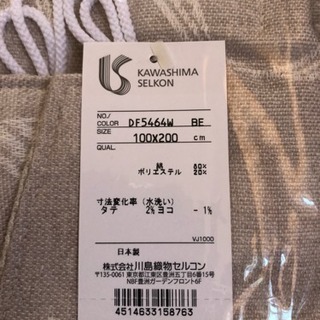 KAWASHIMA
SELKON
NO./
COLOR DF5464W BE
SIZE 100X200 cm
QUAL.
綿 80%
ポリエステル 20%
寸法変化率 (水洗い)
タテ 2% ヨコ - 1%
VJ1000
日本製
株式会社 川島織物セルコン
〒135-0061 東京都江東区豊洲五丁目6番15号
NBF豊洲ガーデンフロント6F
4514633158763